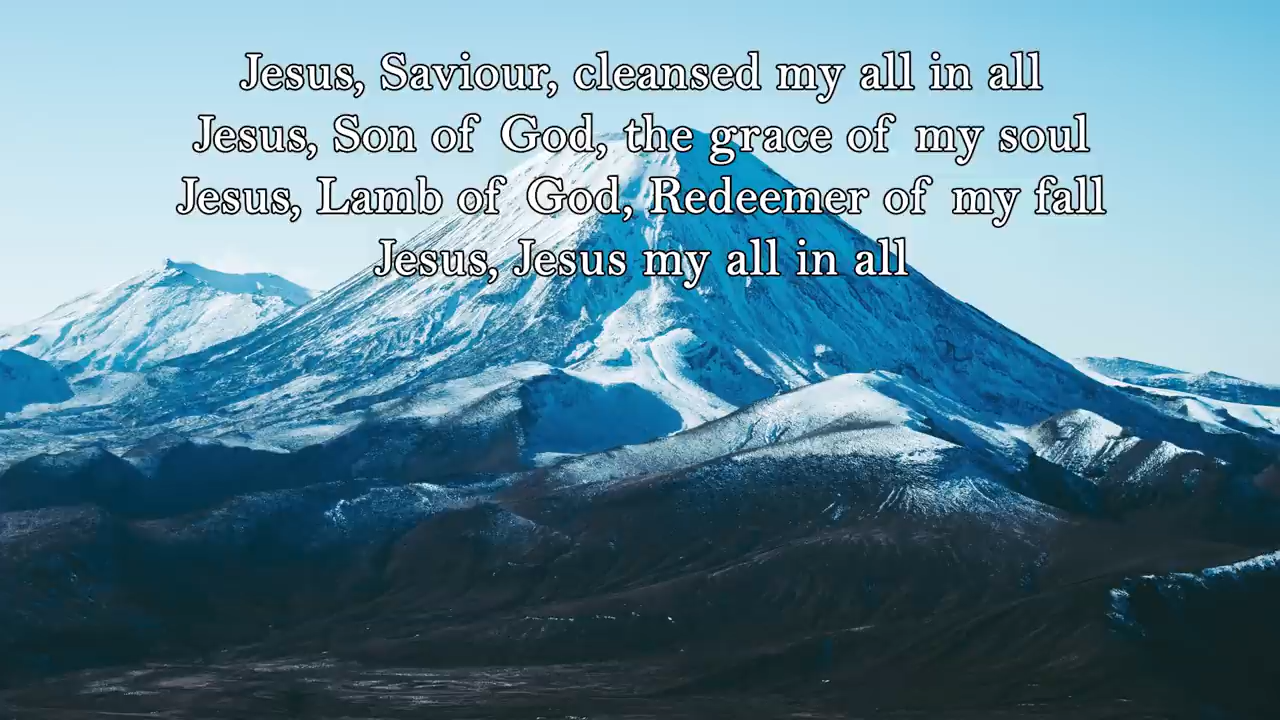 Jesus, Saviour, cleansed my all in all
Jesus, Son of God, the grace of my soul
Jesus, Lamb of God, Redeemer of my fall
Jesus, Jesus my all in all